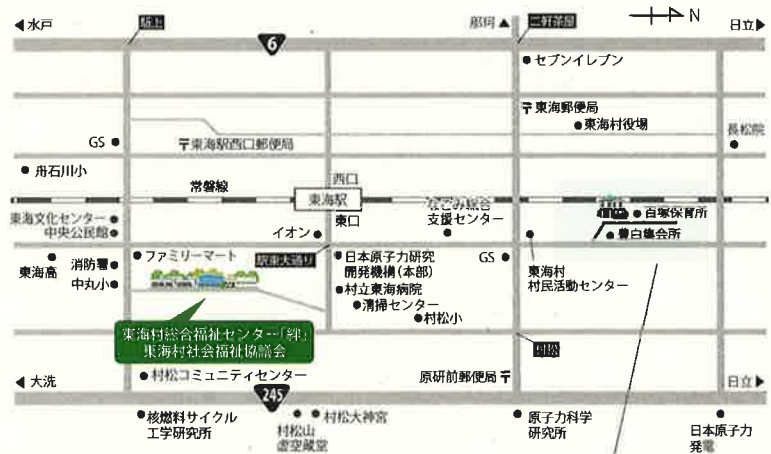 水戸
坂上
6
那珂
二軒茶屋
N
日立
セブンイレブン
〒東海郵便局
東海村役場
長松院
GS
〒東海駅西口郵便局
舟石川小
常磐線
西口
東海駅
東口
なごみ総合
支援センター
百塚保育所
豊白集会所
東海文化センター
中央公民館
イオン
駅東大通り
ファミリーマート
東海高
消防署
中丸小
日本原子力研究
開発機構(本部)
村立東海病院
清掃センター
村松小
GS
東海村
村民活動センター
東海村総合福祉センター「絆」
東海村社会福祉協議会
大洗
村松コミュニティセンター
245
原研前郵便局〒
日立
核燃料サイクル
工学研究所
村松山
虚空蔵堂
村松大神宮
原子力科学
研究所
日本原子力
発電